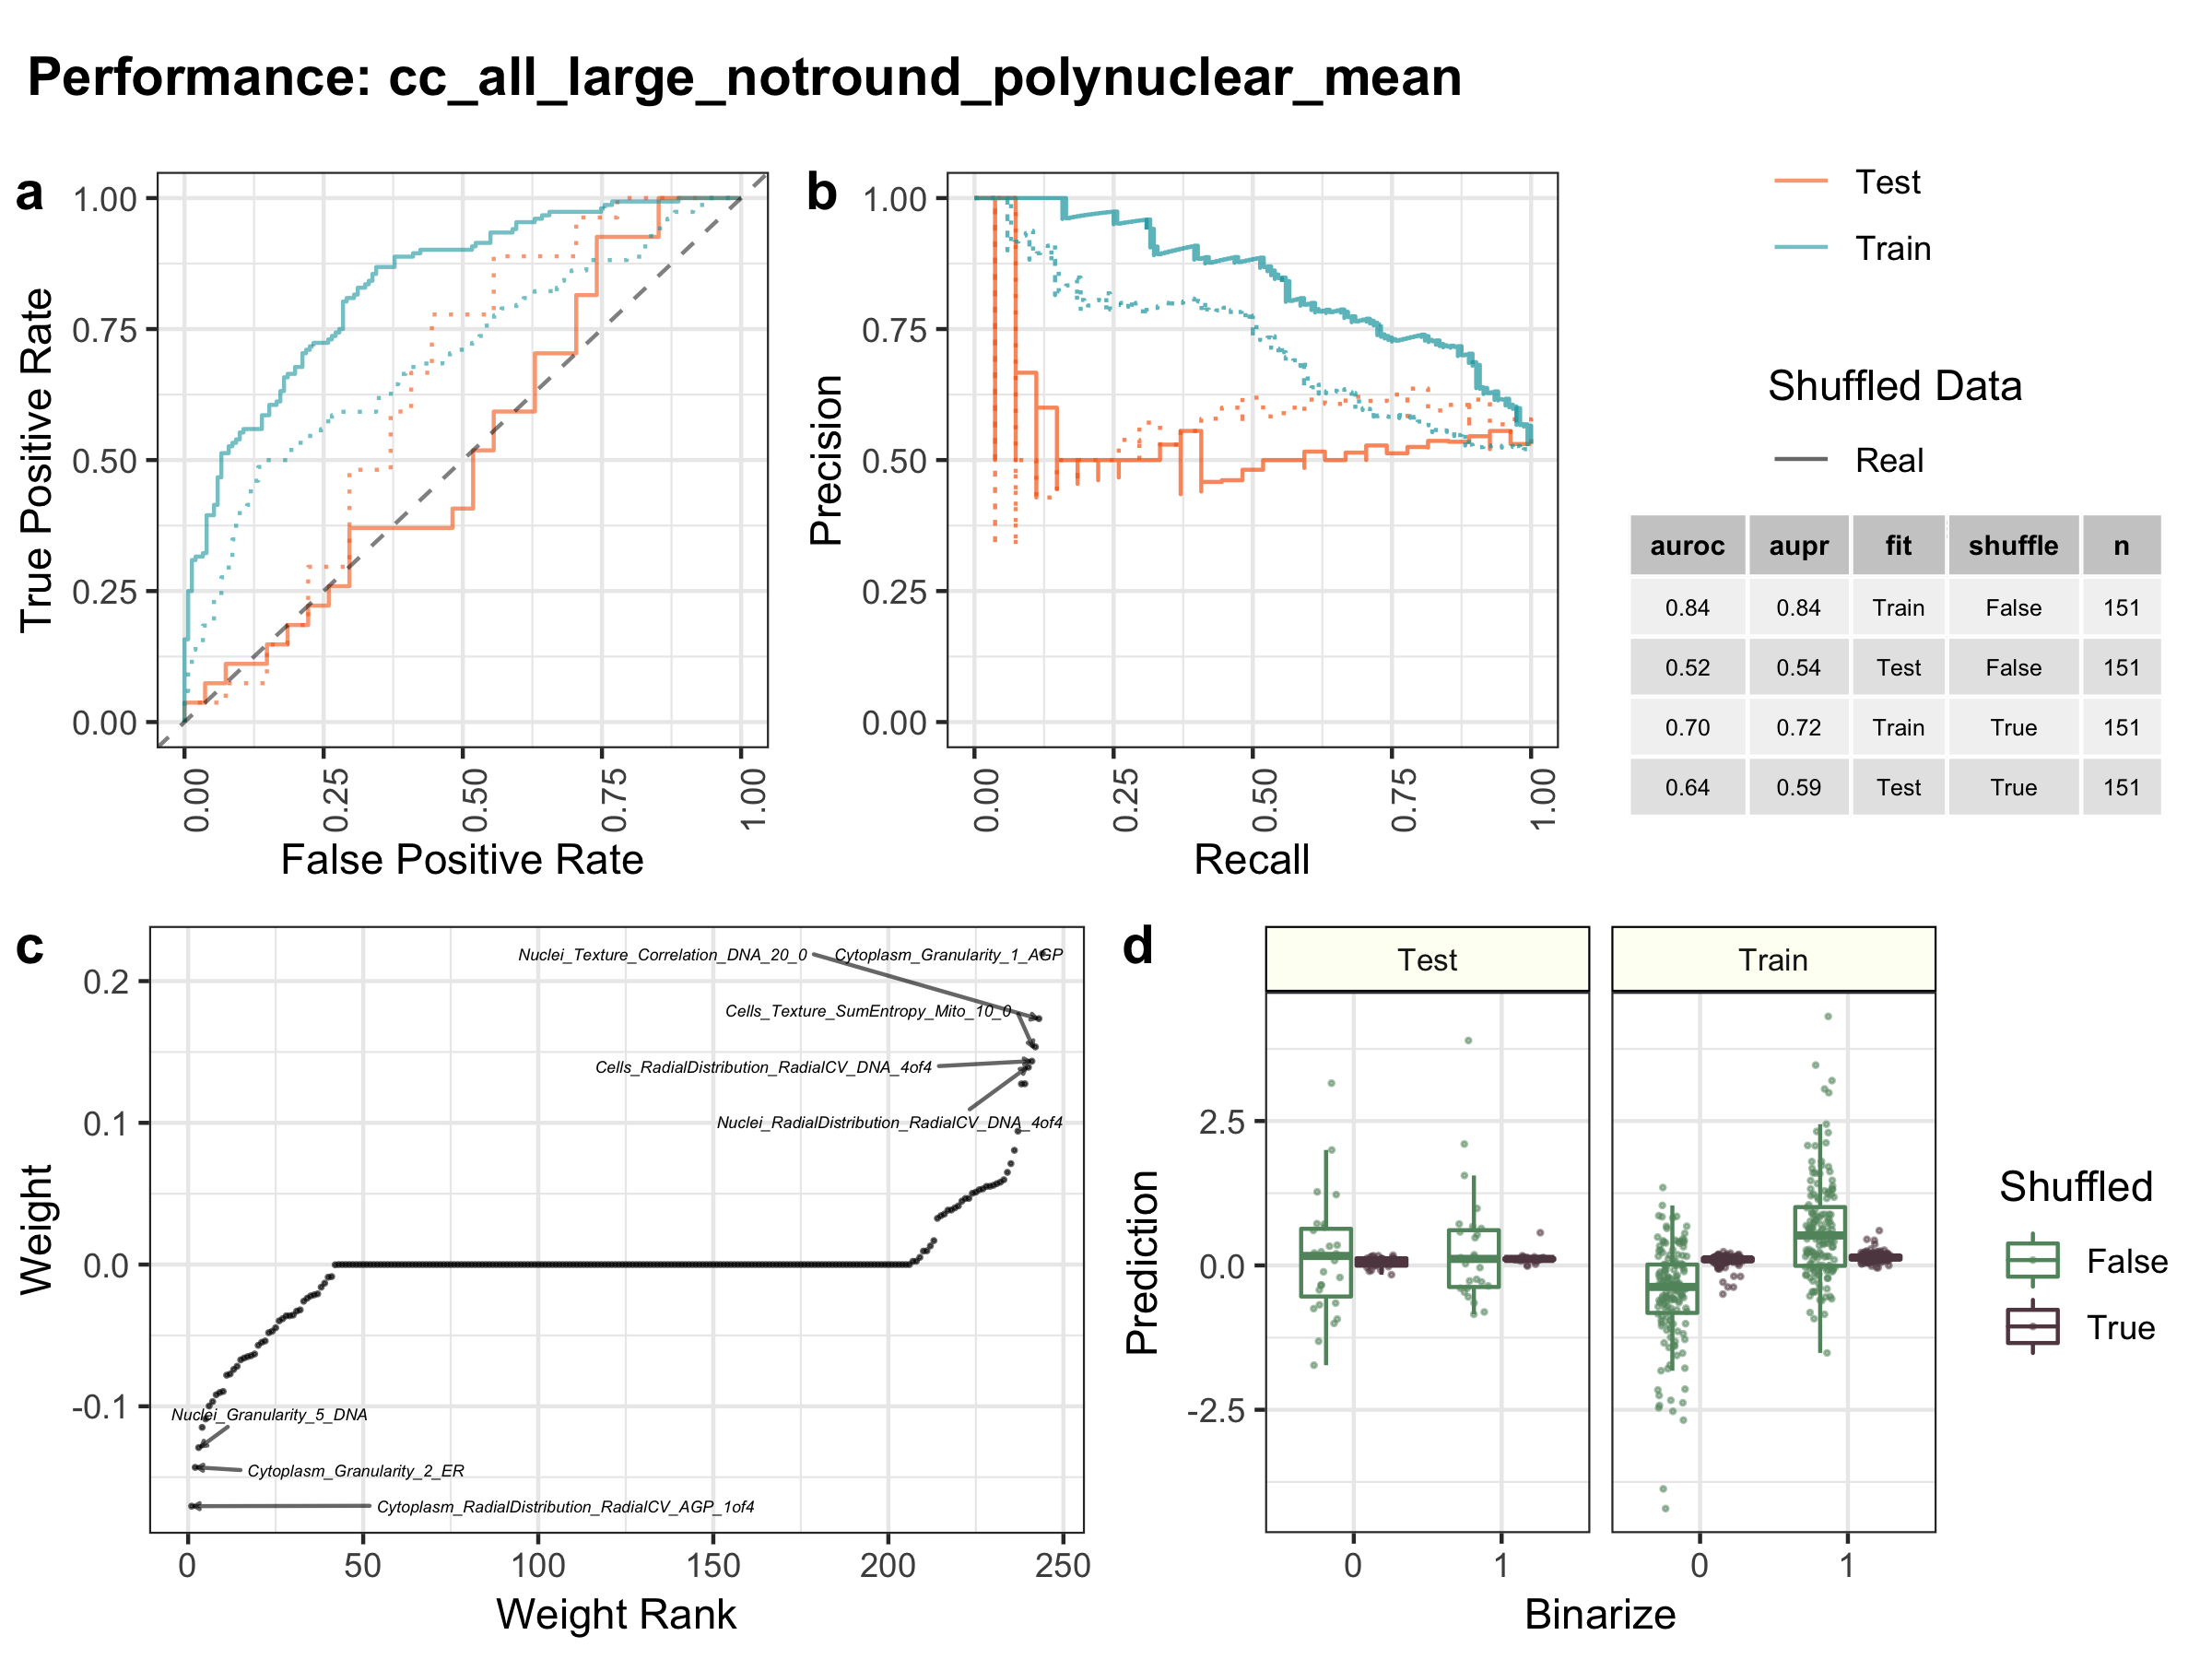 Performance: cc_all_large_notround_polynuclear_mean
a
1.00
0.75
0.50
0.25
0.00
True Positive Rate
0.00
0.25
0.50
0.75
1.00
False Positive Rate
b
1.00
0.75
0.50
0.25
0.00
Precision
0.00
0.25
0.50
0.75
1.00
Recall
Test
Train
Shuffled Data
Real
auroc aupr fit shuffle n
0.84 0.84 Train False 151
0.52 0.54 Test False 151
0.70 0.72 Train True 151
0.64 0.59 Test True 151
c
0.2
0.1
0.0
-0.1
Weight
Nuclei_Texture_Correlation_DNA_20_0
Cytoplasm_Granularity_1_AGP
Cells_Texture_SumEntropy_Mito_10_0
Cells_RadialDistribution_RadialCV_DNA_4of4
Nuclei_RadialDistribution_RadialCV_DNA_4of4
Nuclei_Granularity_5_DNA
Cytoplasm_Granularity_2_ER
Cytoplasm_RadialDistribution_RadialCV_AGP_1of4
0
50
100
150
200
250
Weight Rank
d
Test
Train
2.5
0.0
-2.5
Prediction
0
1
0
1
Binarize
Shuffled
False
True